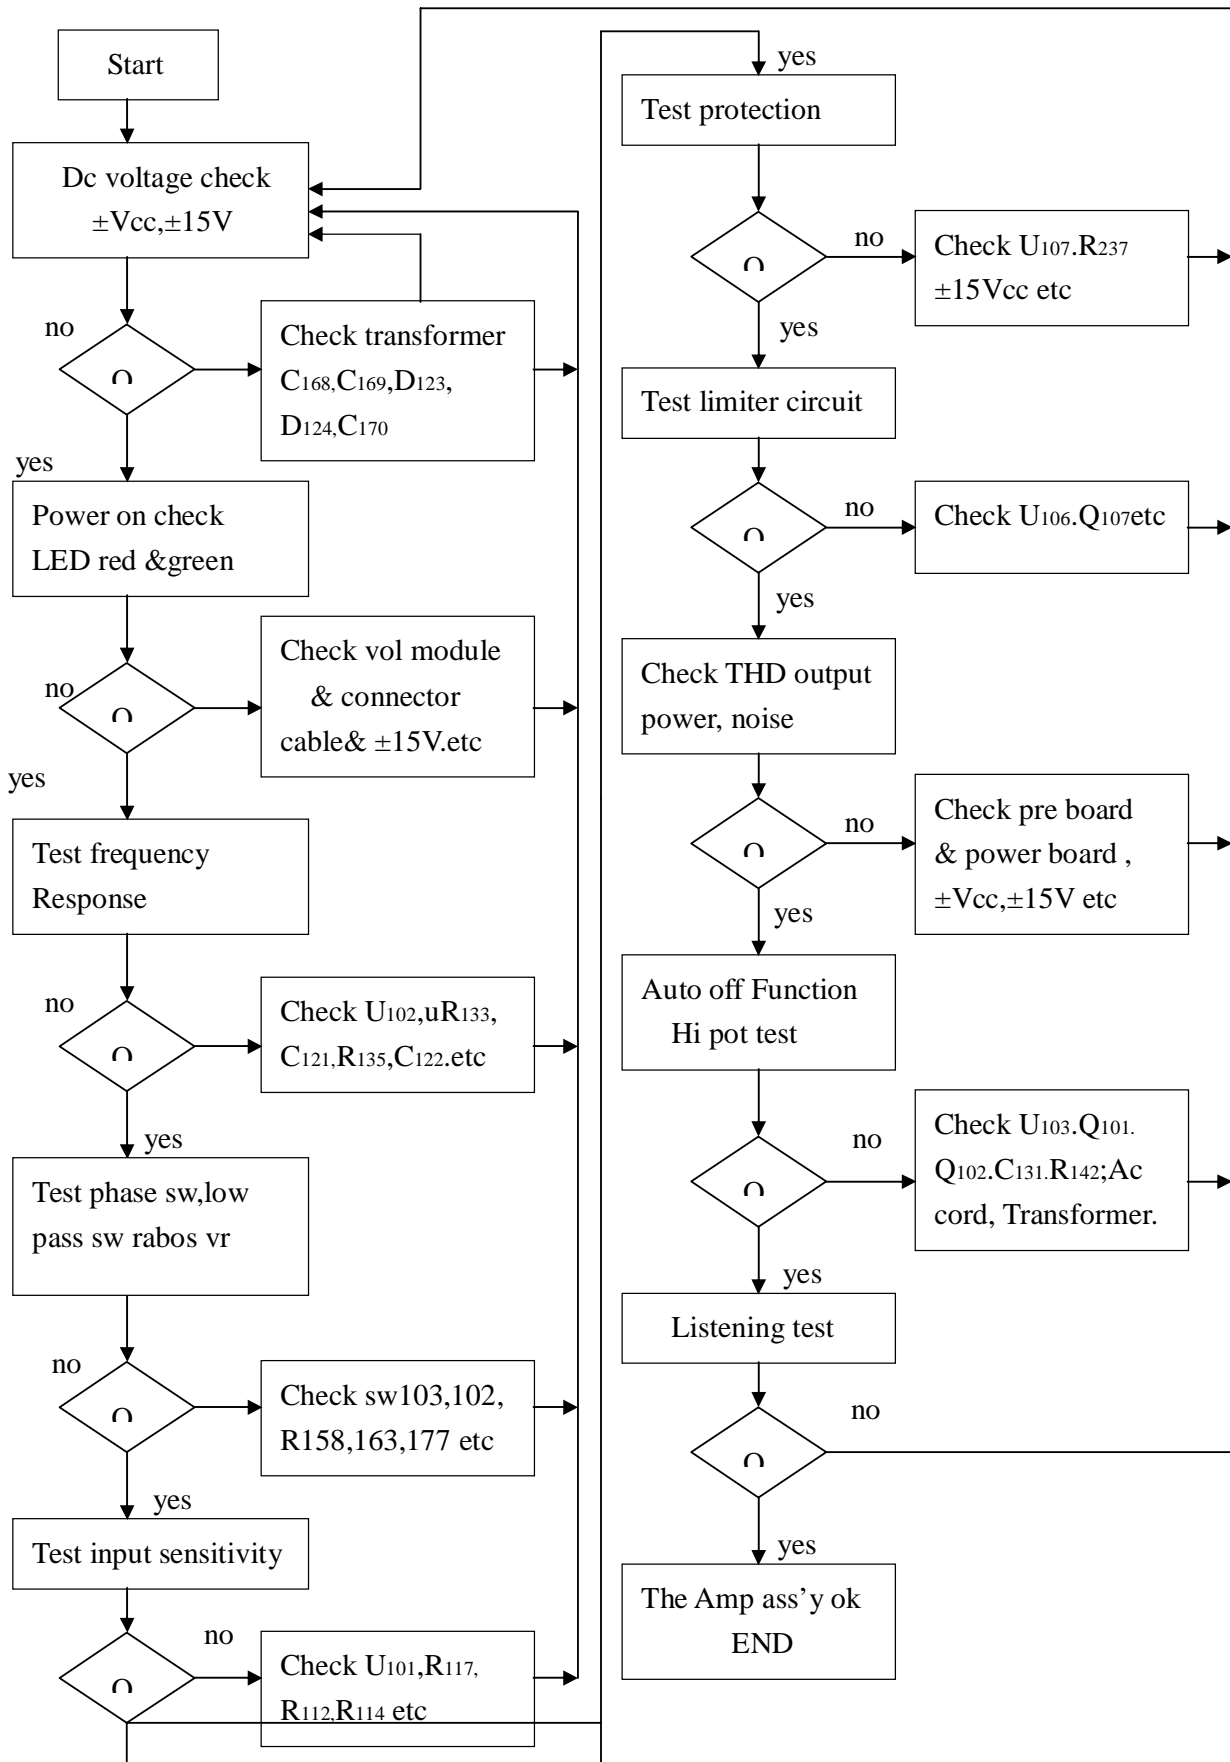 Start
Dc voltage check
±Vcc,±15V
no
Check transformer
C168,C169,D123,
D124,C170
yes
Power on check
LED red &green
no
Check vol module
& connector
cable& ±15V.etc
yes
Test frequency
Response
no
Check U102,uR133,
C121,R135,C122.etc
yes
Test phase sw,low
pass sw rabos vr
no
Check sw103,102,
R158,163,177 etc
yes
Test input sensitivity
no
Check U101,R117,
R112,R114 etc
yes
Test protection
no
Check U107.R237
±15Vcc etc
yes
Test limiter circuit
no
Check U106.Q107etc
yes
Check THD output
power, noise
no
Check pre board
& power board ,
±Vcc,±15V etc
yes
Auto off Function
Hi pot test
no
Check U103.Q101.
Q102.C131.R142;Ac
cord, Transformer.
yes
Listening test
no
yes
The Amp ass’y ok
END